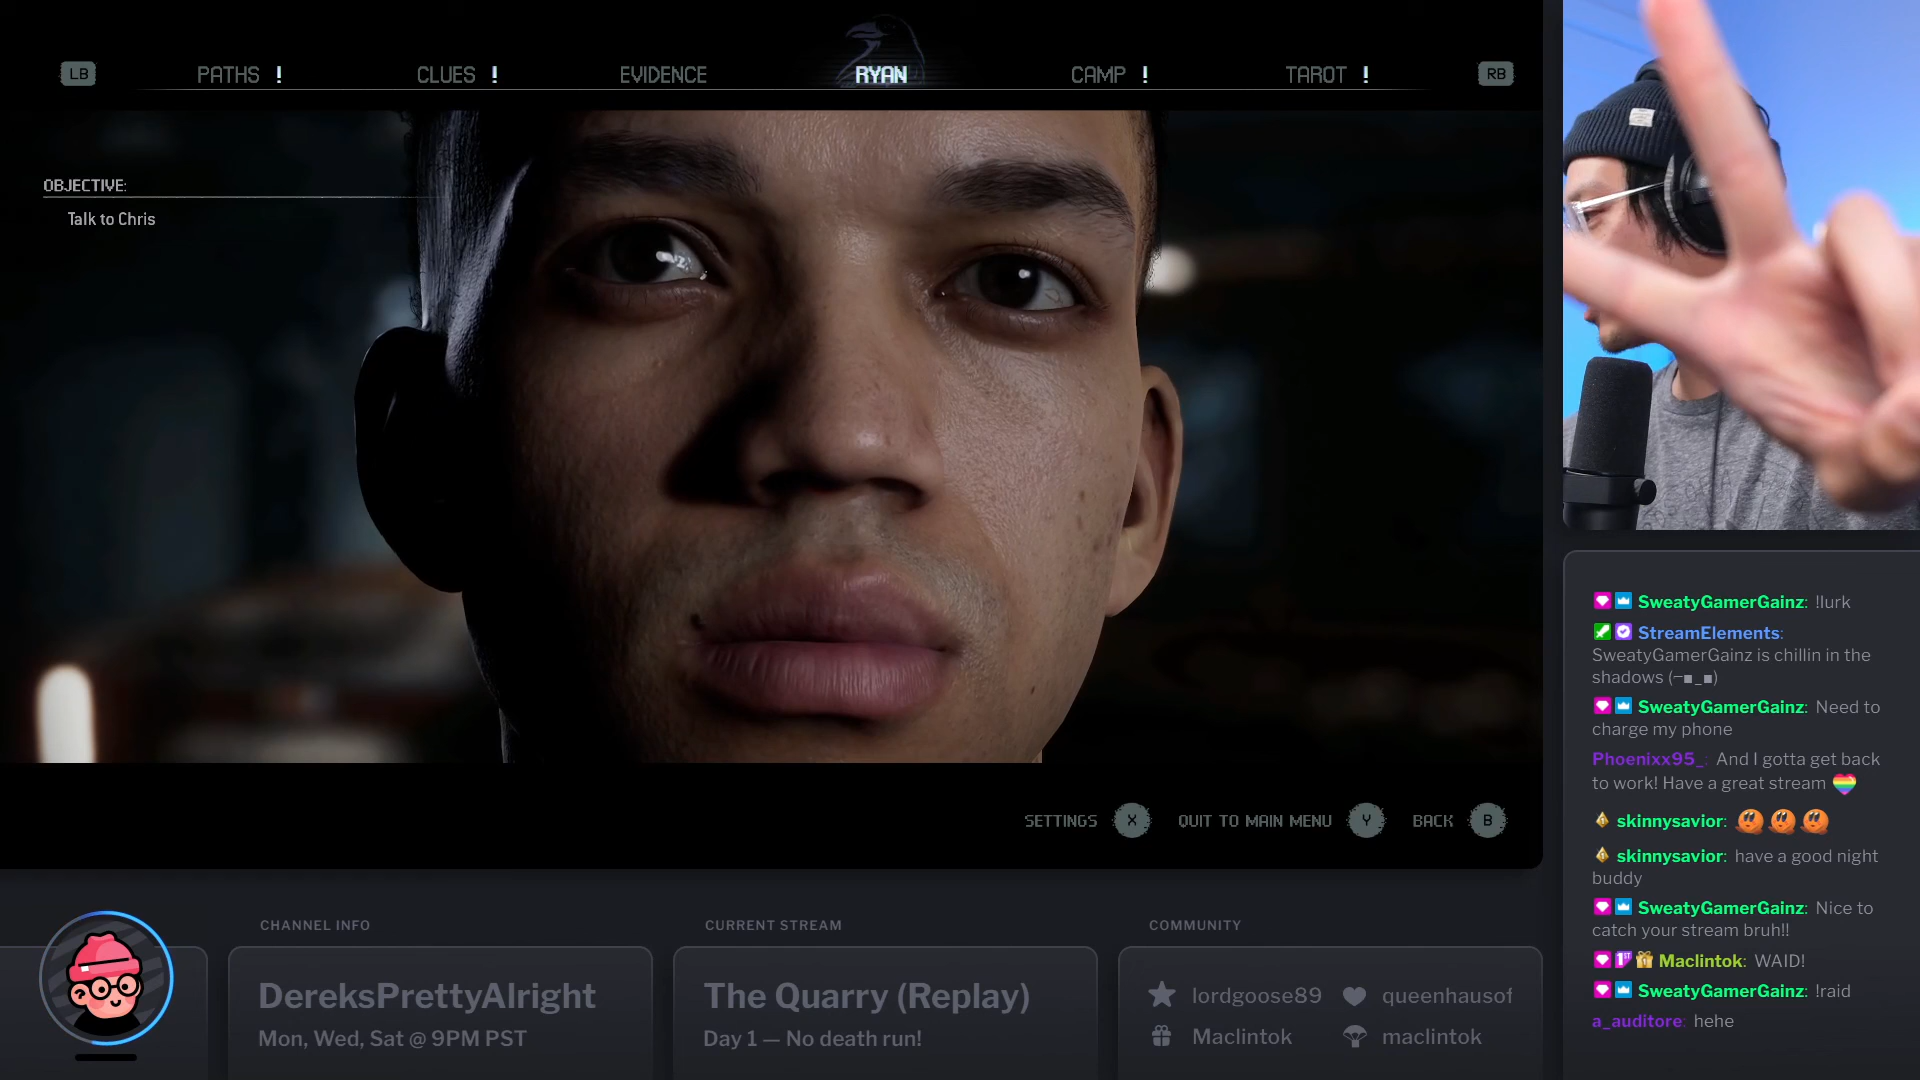 LB PATHS ! CLUES ! EVIDENCE RYAN CAMP ! TAROT ! RB
OBJECTIVE:
Talk to Chris
SETTINGS X QUIT TO MAIN MENU Y BACK B
SweatyGamerGainz: !lurk
StreamElements:
SweatyGamerGainz is chillin in the
shadows (⌐■_■)
SweatyGamerGainz: Need to
charge my phone
Phoenixx95_: And I gotta get back
to work! Have a great stream
skinnysavior:
skinnysavior: have a good night
buddy
SweatyGamerGainz: Nice to
catch your stream bruh!!
Maclintok: WAID!
SweatyGamerGainz: !raid
a_auditore: hehe
CHANNEL INFO
DereksPrettyAlright
Mon, Wed, Sat @ 9PM PST
CURRENT STREAM
The Quarry (Replay)
Day 1 — No death run!
COMMUNITY
lordgoose89 queenhausof
Maclintok maclintok